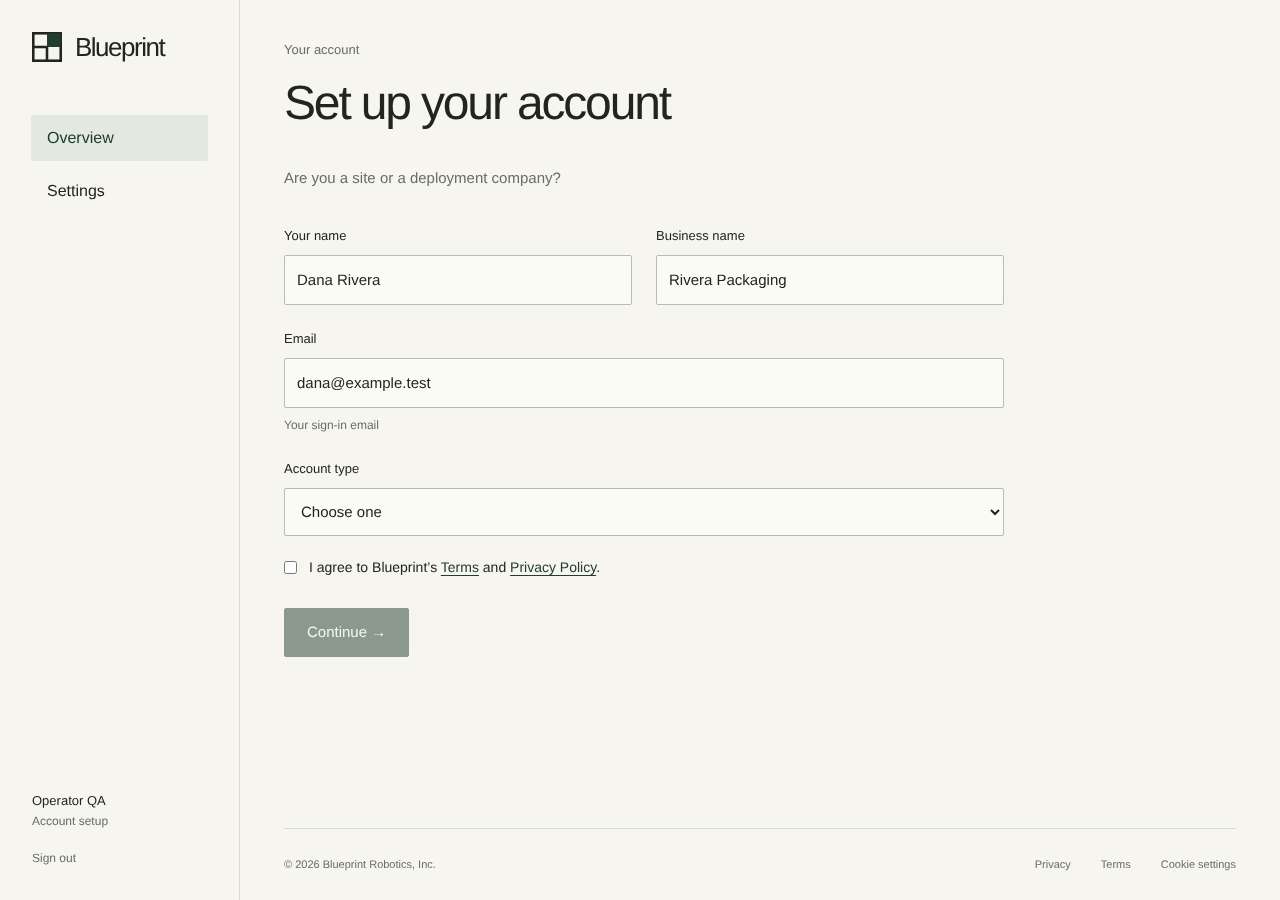 Blueprint
Overview
Settings
Operator QA
Account setup
Sign out
Your account
Set up your account
Are you a site or a deployment company?
Your name
Business name
Dana Rivera
Rivera Packaging
Email
dana@example.test
Your sign-in email
Account type
Choose one
I agree to Blueprint's Terms and Privacy Policy.
Continue →
© 2026 Blueprint Robotics, Inc.
Privacy
Terms
Cookie settings